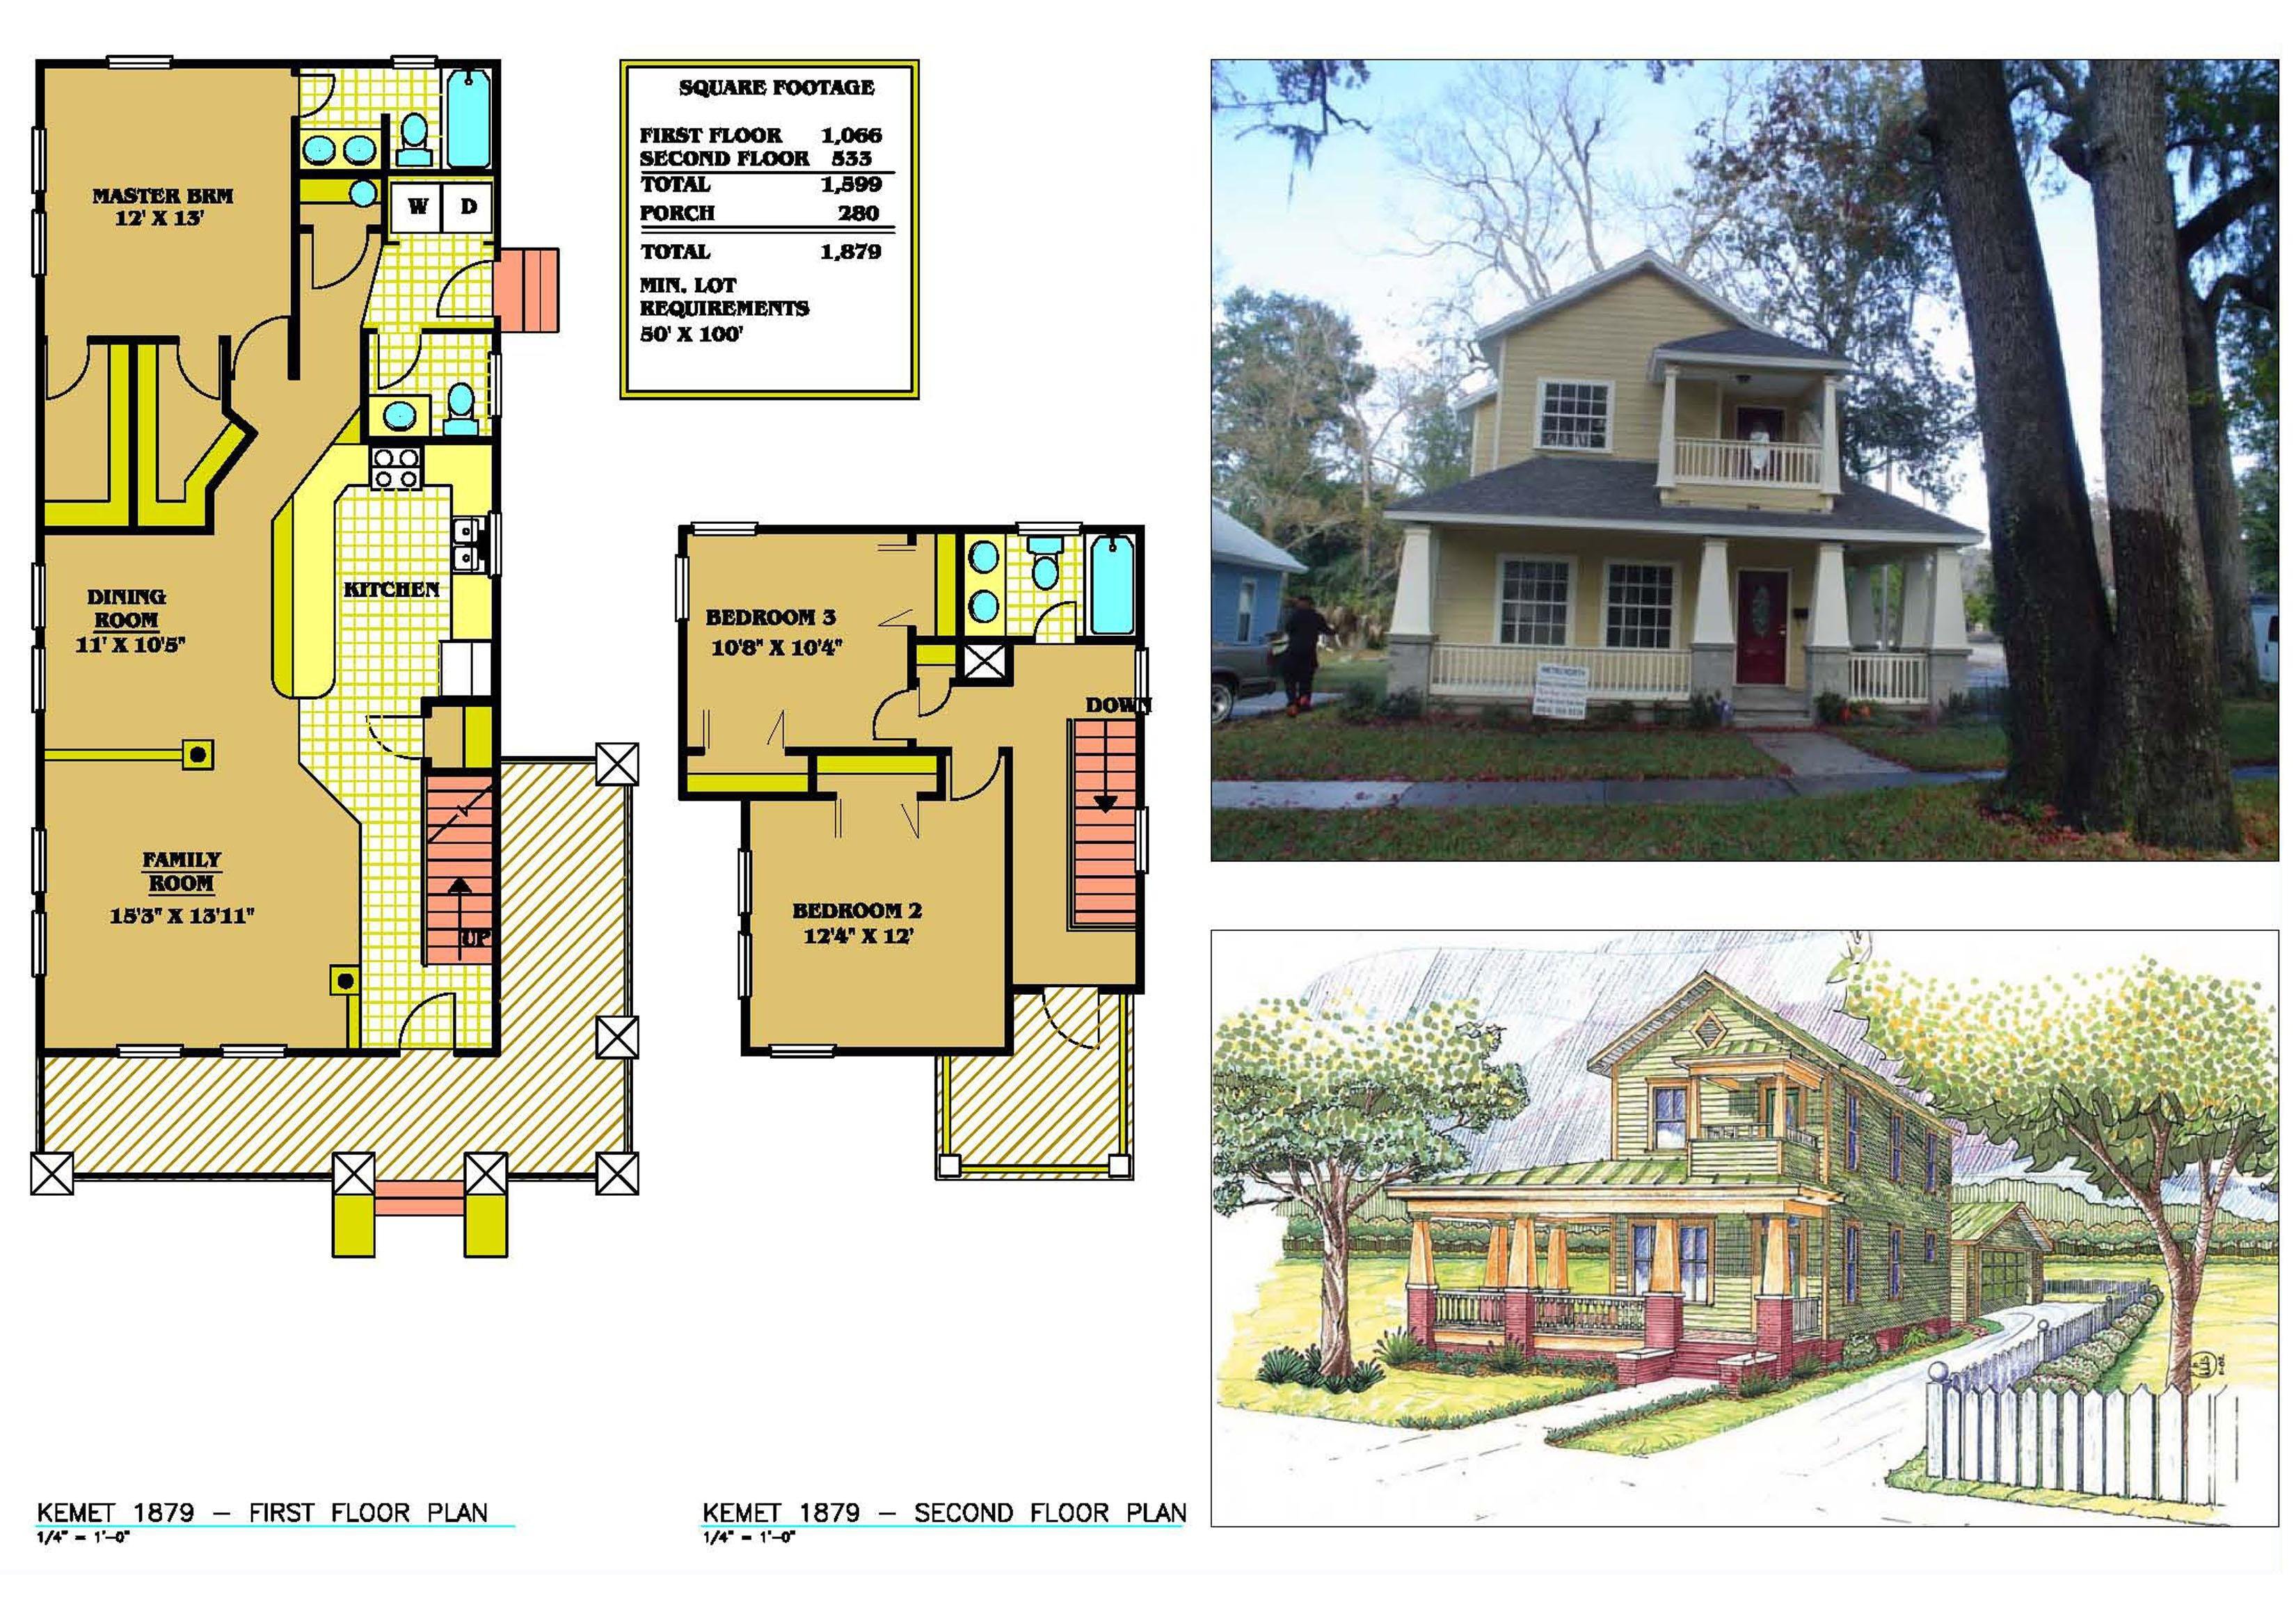 MASTER BRM
12' X 13'
W D
DINING
ROOM
11' X 10'5"
KITCHEN
FAMILY
ROOM
15'3" X 13'11"
UP
SQUARE FOOTAGE
FIRST FLOOR 1,066
SECOND FLOOR 533
TOTAL 1,599
PORCH 280
TOTAL 1,879
MIN. LOT
REQUIREMENTS
50' X 100'
BEDROOM 3
10'8" X 10'4"
DOWN
BEDROOM 2
12'4" X 12'
KEMET 1879 – FIRST FLOOR PLAN
1/4" = 1'-0"
KEMET 1879 – SECOND FLOOR PLAN
1/4" = 1'-0"